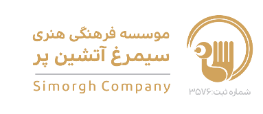 موسسه فرهنگی هنری
سیمرغ آتشین پر
Simorgh Company
شماره ثبت: ۳۵۷۶